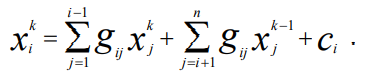 x_i^k = \sum_{j=1}^{i-1} g_{ij} x_j^k + \sum_{j=i+1}^{n} g_{ij} x_j^{k-1} + c_i .